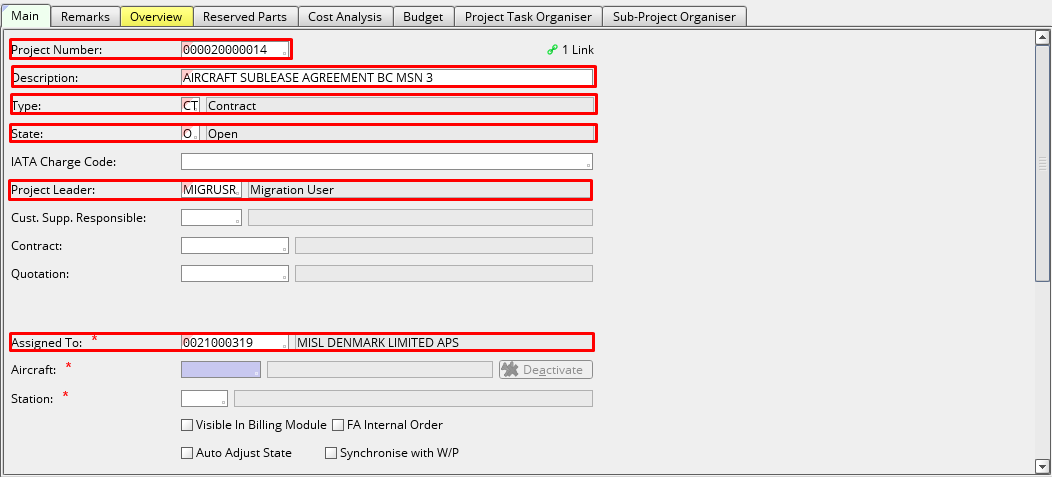 Main Remarks Overview Reserved Parts Cost Analysis Budget Project Task Organiser Sub-Project Organiser
Project Number: 000020000014 1 Link
Description: AIRCRAFT SUBLEASE AGREEMENT BC MSN 3
Type: CT Contract
State: O Open
IATA Charge Code:
Project Leader: MIGRUSR Migration User
Cust. Supp. Responsible:
Contract:
Quotation:
Assigned To: * 0021000319 MISL DENMARK LIMITED APS
Aircraft: * Deactivate
Station: *
Visible In Billing Module FA Internal Order
Auto Adjust State Synchronise with W/P